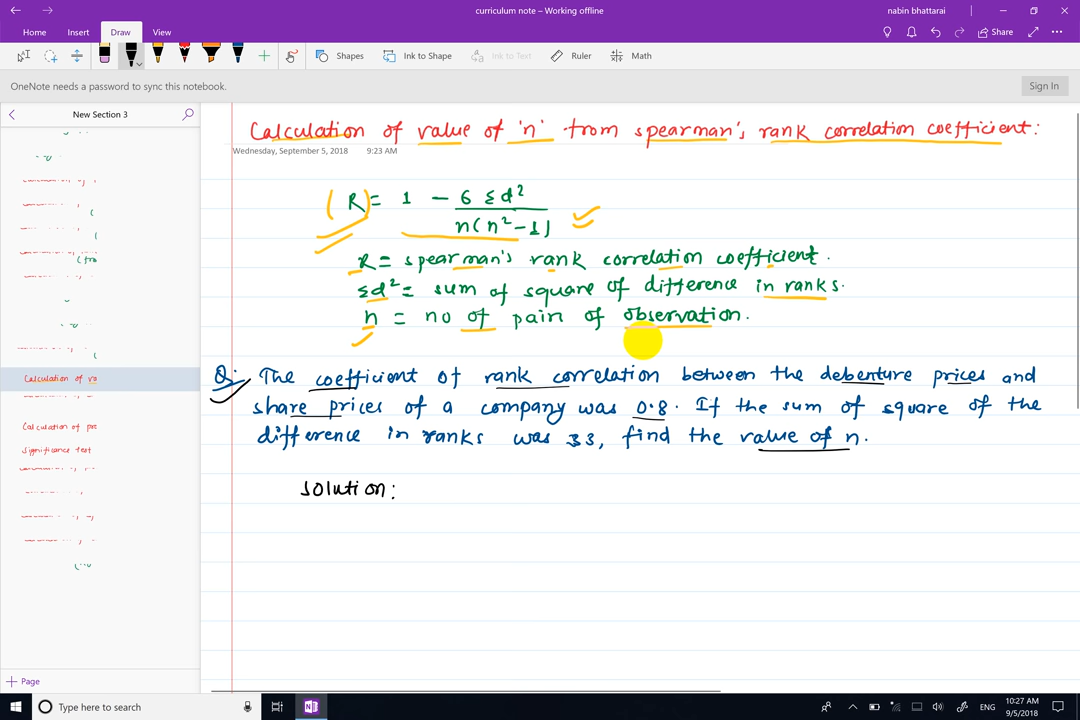 curriculum note – Working offline
nabin bhattarai
Home Insert Draw View
Share
Shapes Ink to Shape Ink to Text Ruler Math
OneNote needs a password to sync this notebook.
Sign In
New Section 3
Calculation of value of 'n' from spearman's rank correlation coefficient:
Wednesday, September 5, 2018 9:23 AM
(R) = 1 - 6 Σd² / n(n²-1)
R = spearman's rank correlation coefficient.
Σd² = sum of square of difference in ranks.
n = no of pair of observation.
Q: The coefficient of rank correlation between the debenture prices and
share prices of a company was 0.8. If the sum of square of the
difference in ranks was 33, find the value of n.
Solution:
Calculation of va
Calculation of pre
Significance test
Page
Type here to search
ENG
10:27 AM
9/5/2018